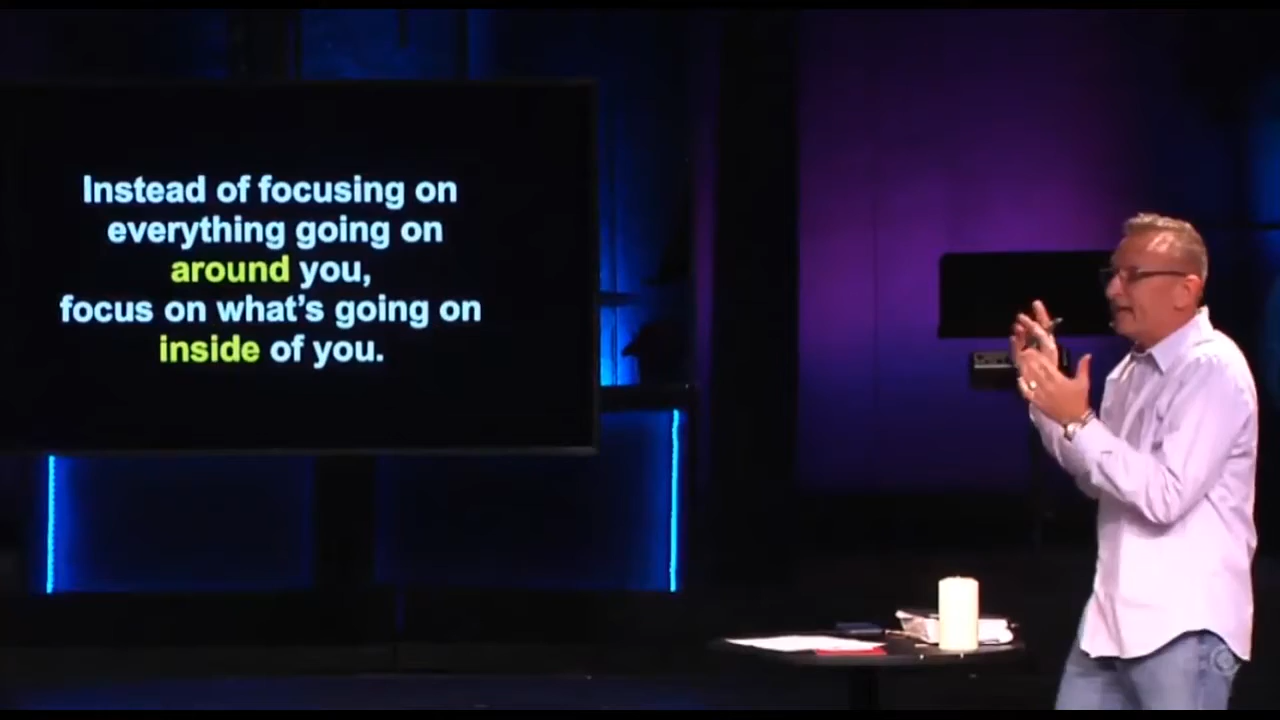 Instead of focusing on
everything going on
around you,
focus on what's going on
inside of you.